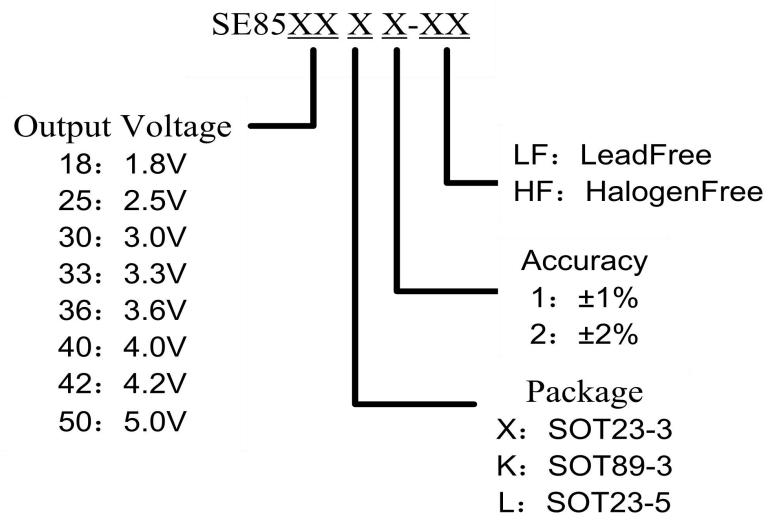 SE85XX X X-XX
Output Voltage
18：1.8V
25：2.5V
30：3.0V
33：3.3V
36：3.6V
40：4.0V
42：4.2V
50：5.0V
LF：LeadFree
HF：HalogenFree
Accuracy
1：±1%
2：±2%
Package
X：SOT23-3
K：SOT89-3
L：SOT23-5